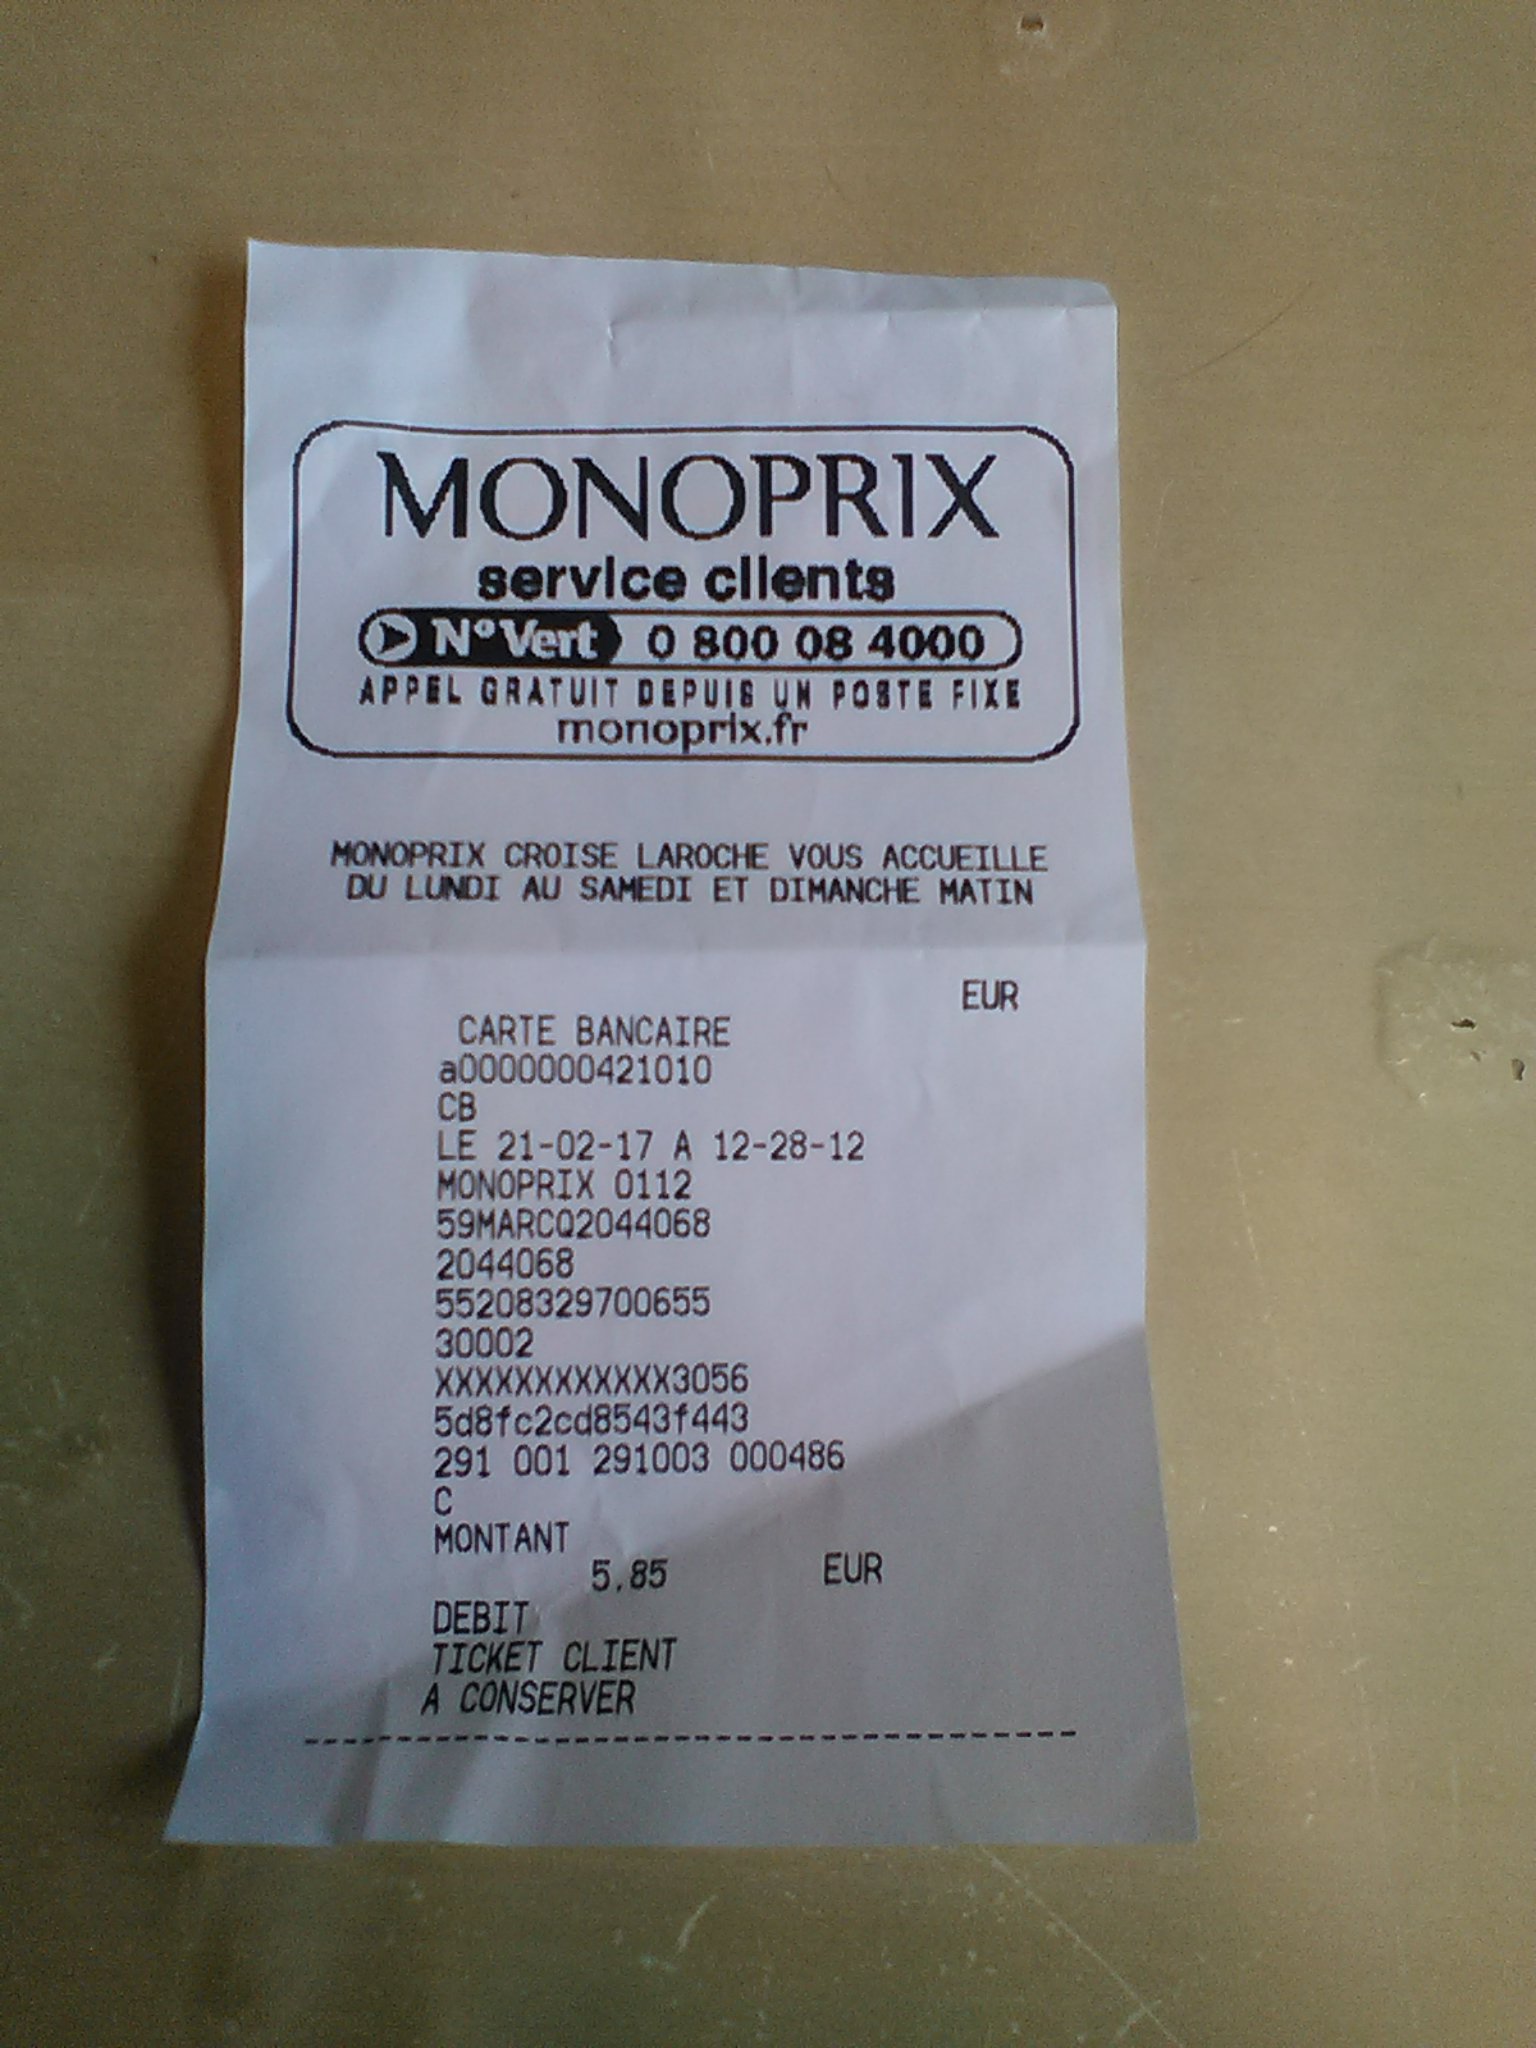 MONOPRIX
service clients
N° Vert 0 800 08 4000
APPEL GRATUIT DEPUIS UN POSTE FIXE
monoprix.fr
MONOPRIX CROISE LAROCHE VOUS ACCUEILLE
DU LUNDI AU SAMEDI ET DIMANCHE MATIN
EUR
CARTE BANCAIRE
a0000000421010
CB
LE 21-02-17 A 12-28-12
MONOPRIX 0112
59MARCQ2044068
2044068
55208329700655
30002
XXXXXXXXXXXX3056
5d8fc2cd8543f443
291 001 291003 000486
C
MONTANT
5,85 EUR
DEBIT
TICKET CLIENT
A CONSERVER